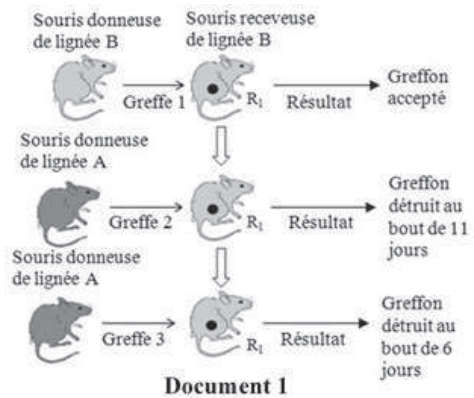 Souris donneuse
de lignée B
Souris receveuse
de lignée B
Greffe 1
R₁
Résultat
Greffon
accepté
Souris donneuse
de lignée A
Greffe 2
R₁
Résultat
Greffon
détruit au
bout de 11
jours
Souris donneuse
de lignée A
Greffe 3
R₁
Résultat
Greffon
détruit au
bout de 6
jours
Document 1